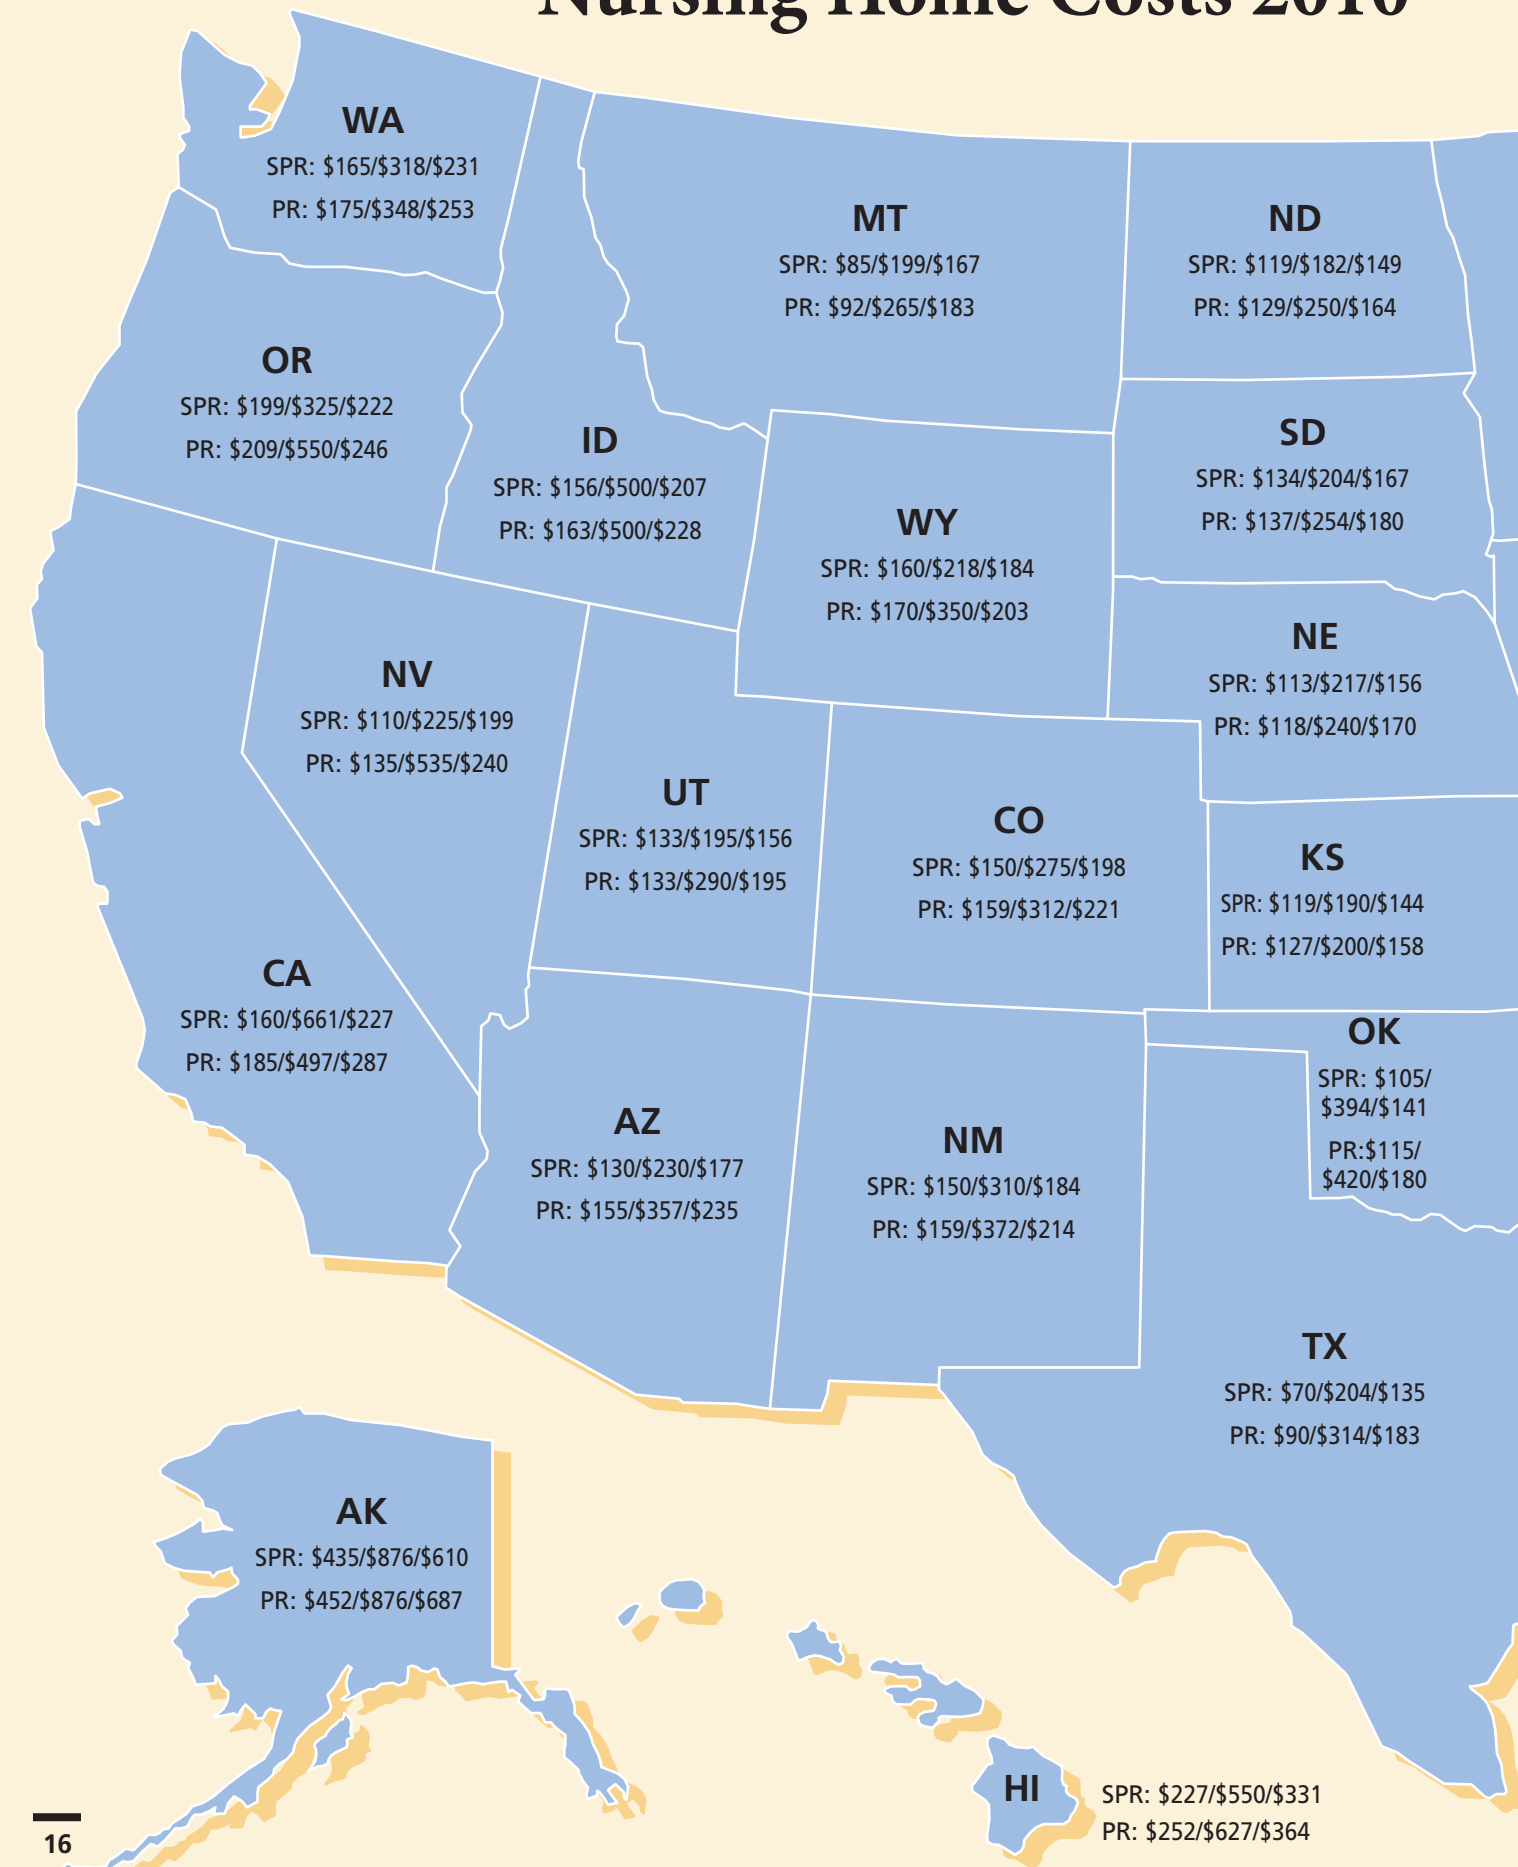 Nursing Home Costs 2010
WA
SPR: $165/$318/$231
PR: $175/$348/$253
MT
SPR: $85/$199/$167
PR: $92/$265/$183
ND
SPR: $119/$182/$149
PR: $129/$250/$164
OR
SPR: $199/$325/$222
PR: $209/$550/$246
ID
SPR: $156/$500/$207
PR: $163/$500/$228
SD
SPR: $134/$204/$167
PR: $137/$254/$180
WY
SPR: $160/$218/$184
PR: $170/$350/$203
NE
SPR: $113/$217/$156
PR: $118/$240/$170
NV
SPR: $110/$225/$199
PR: $135/$535/$240
UT
SPR: $133/$195/$156
PR: $133/$290/$195
CO
SPR: $150/$275/$198
PR: $159/$312/$221
KS
SPR: $119/$190/$144
PR: $127/$200/$158
CA
SPR: $160/$661/$227
PR: $185/$497/$287
OK
SPR: $105/
$394/$141
PR:$115/
$420/$180
AZ
SPR: $130/$230/$177
PR: $155/$357/$235
NM
SPR: $150/$310/$184
PR: $159/$372/$214
TX
SPR: $70/$204/$135
PR: $90/$314/$183
AK
SPR: $435/$876/$610
PR: $452/$876/$687
HI
SPR: $227/$550/$331
PR: $252/$627/$364
16